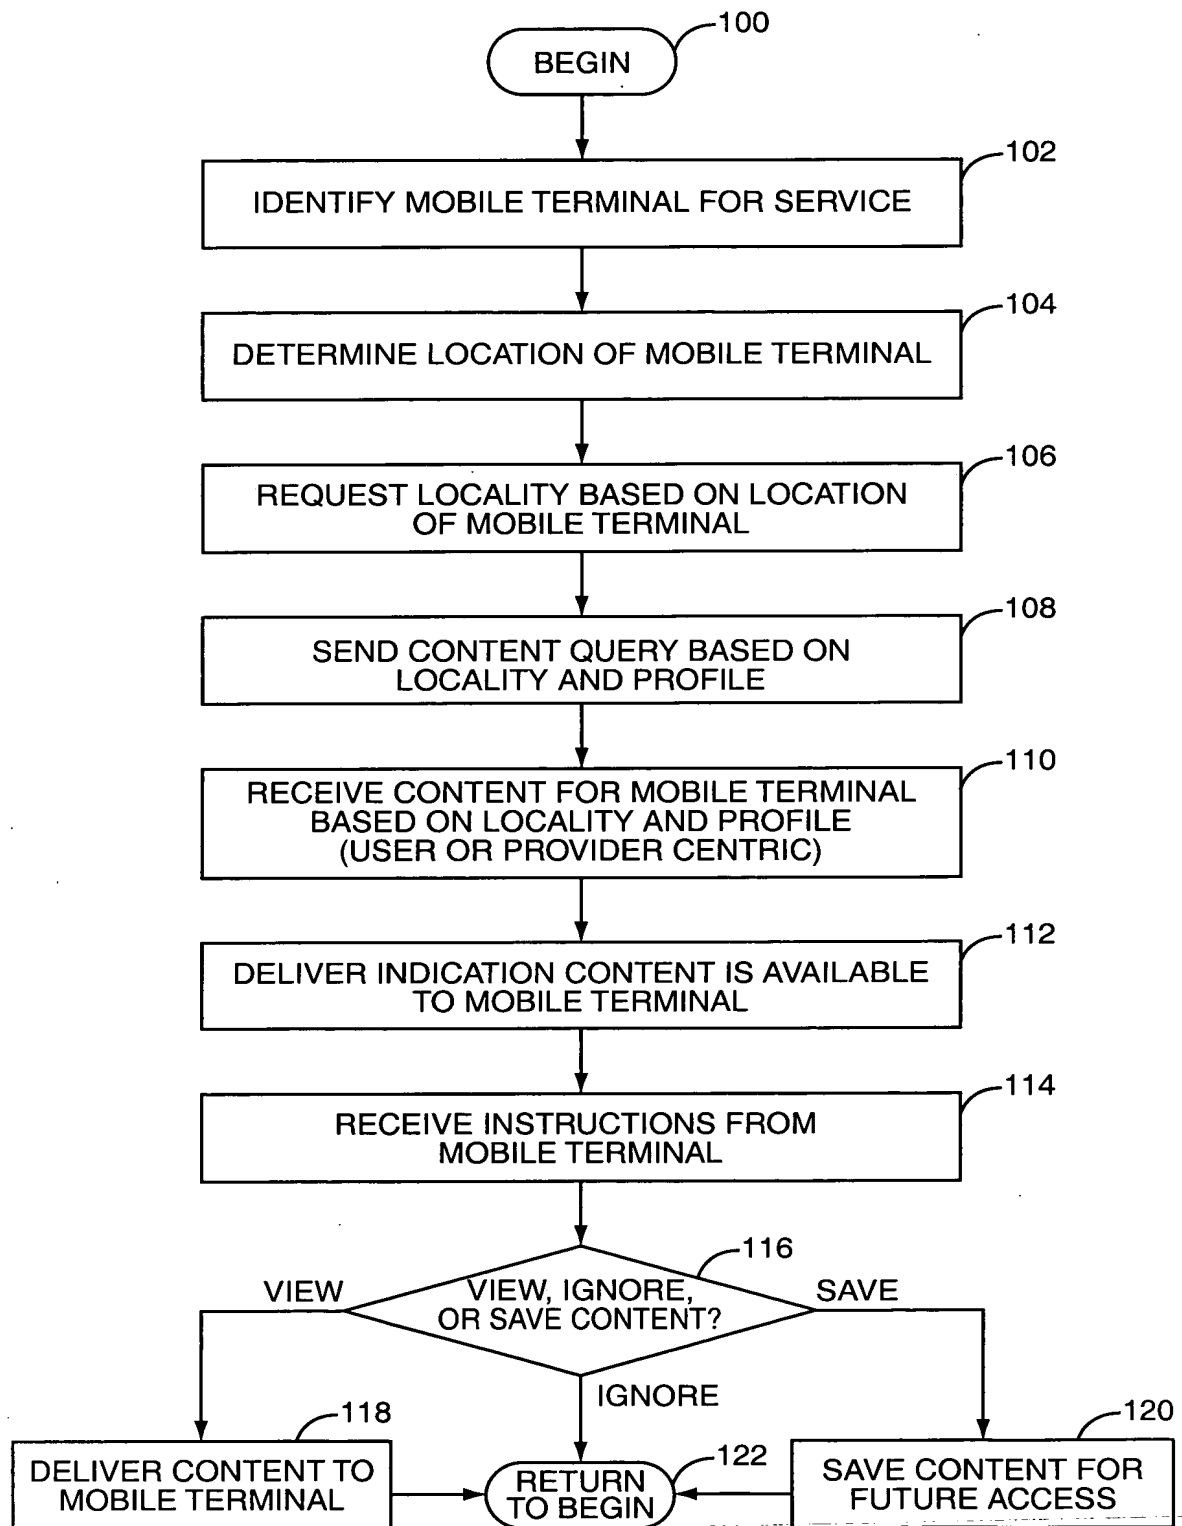 100
BEGIN
102
IDENTIFY MOBILE TERMINAL FOR SERVICE
104
DETERMINE LOCATION OF MOBILE TERMINAL
106
REQUEST LOCALITY BASED ON LOCATION
OF MOBILE TERMINAL
108
SEND CONTENT QUERY BASED ON
LOCALITY AND PROFILE
110
RECEIVE CONTENT FOR MOBILE TERMINAL
BASED ON LOCALITY AND PROFILE
(USER OR PROVIDER CENTRIC)
112
DELIVER INDICATION CONTENT IS AVAILABLE
TO MOBILE TERMINAL
114
RECEIVE INSTRUCTIONS FROM
MOBILE TERMINAL
116
VIEW
VIEW, IGNORE,
OR SAVE CONTENT?
SAVE
IGNORE
118
DELIVER CONTENT TO
MOBILE TERMINAL
122
RETURN
TO BEGIN
120
SAVE CONTENT FOR
FUTURE ACCESS